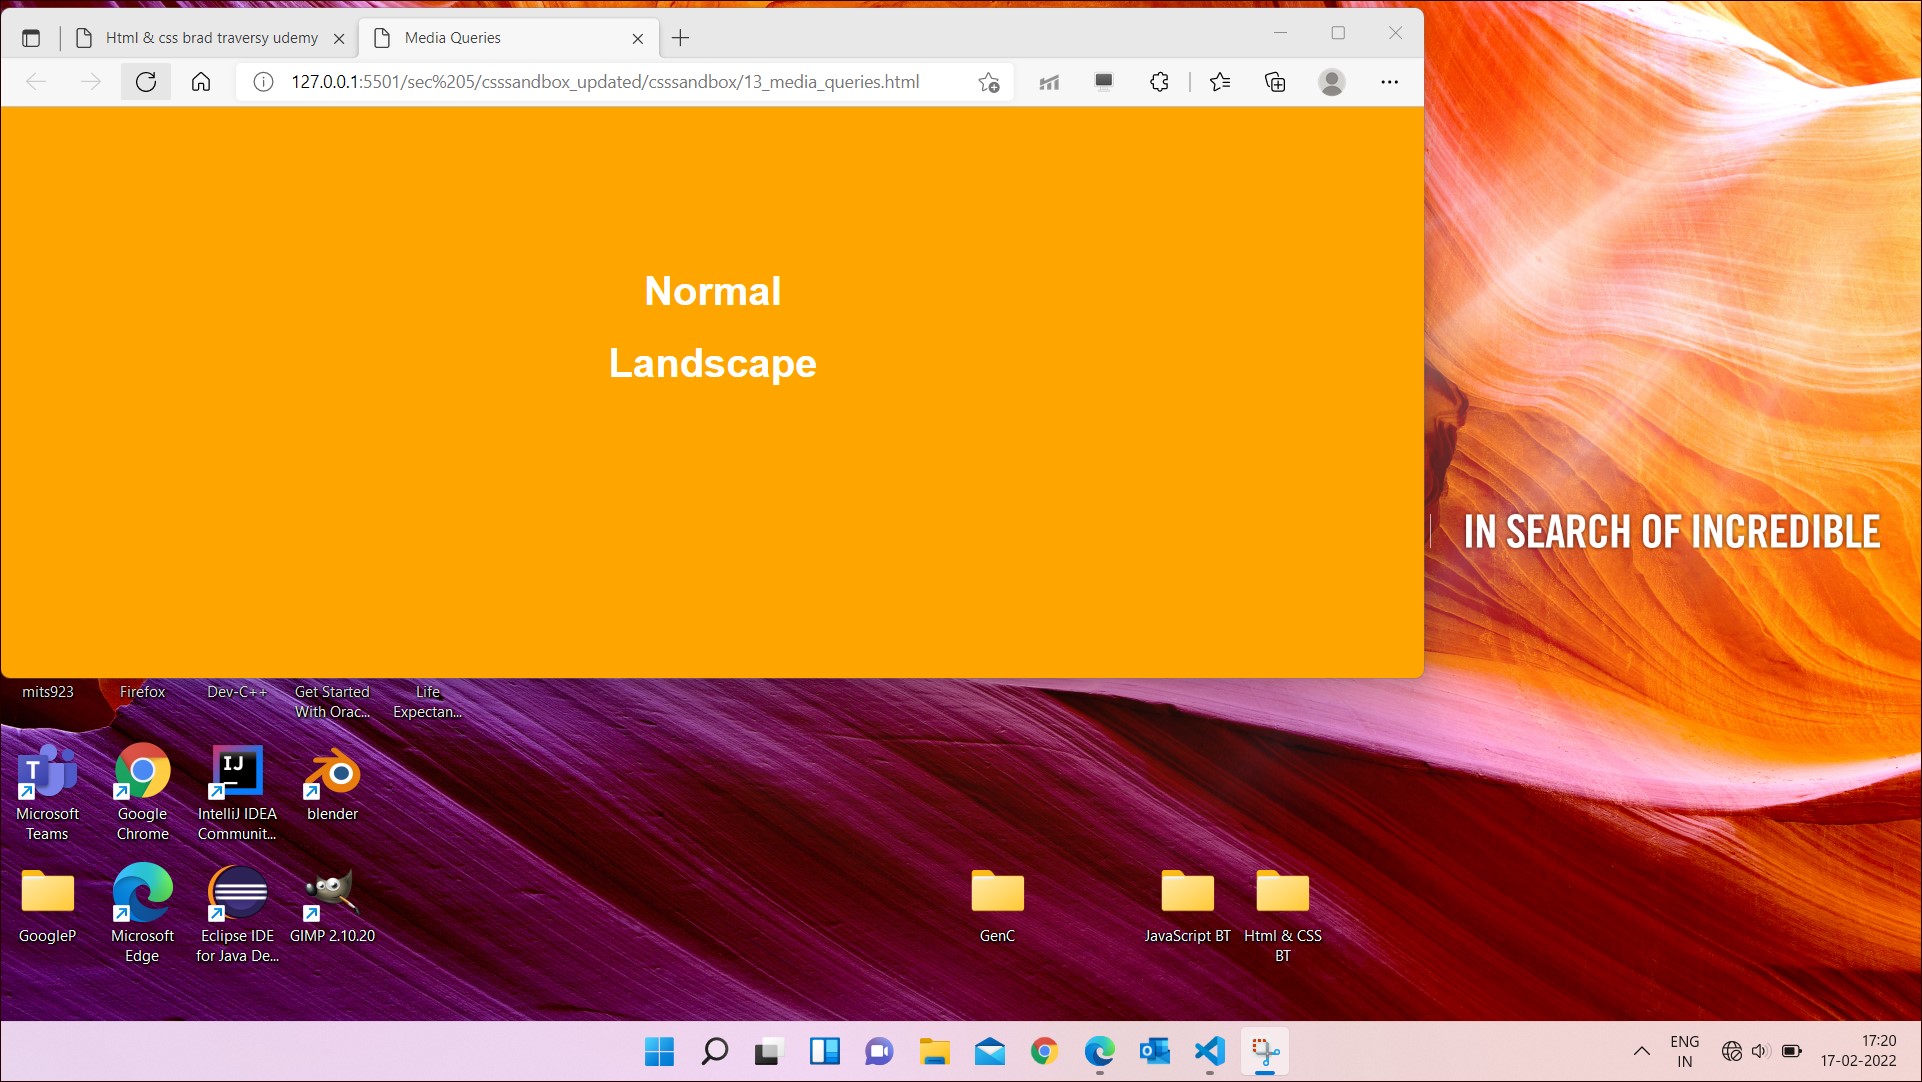 Html & css brad traversy udemy
Media Queries
127.0.0.1:5501/sec%205/csssandbox_updated/csssandbox/13_media_queries.html
Normal
Landscape
IN SEARCH OF INCREDIBLE
mits923
Firefox
Dev-C++
Get Started
With Orac...
Life
Expectan...
T
Microsoft
Teams
Google
Chrome
IJ
IntelliJ IDEA
Communit...
blender
GoogleP
Microsoft
Edge
Eclipse IDE
for Java De...
GIMP 2.10.20
GenC
JavaScript BT
Html & CSS
BT
ENG
IN
17:20
17-02-2022